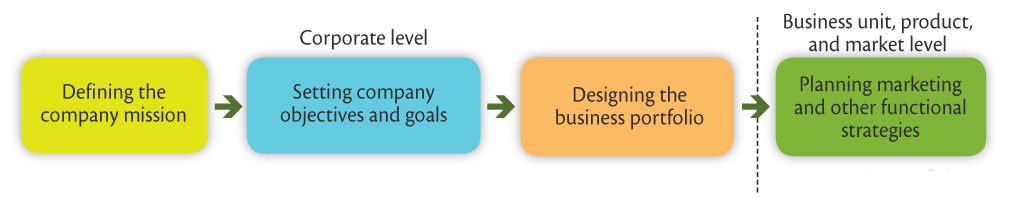 Corporate level
Business unit, product,
and market level
Defining the
company mission
Setting company
objectives and goals
Designing the
business portfolio
Planning marketing
and other functional
strategies